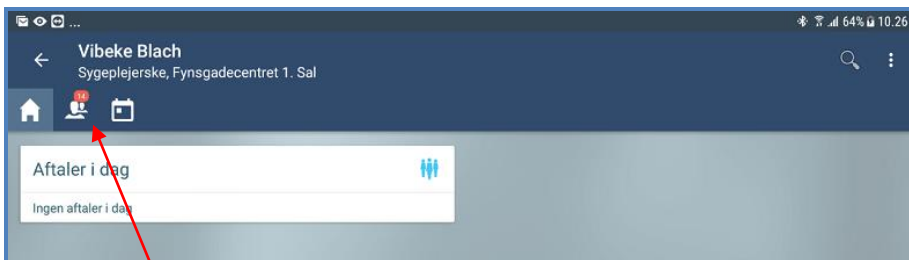 ... 64% 10.26
Vibeke Blach
Sygeplejerske, Fynsgadecentret 1. Sal
14
Aftaler i dag
Ingen aftaler i dag